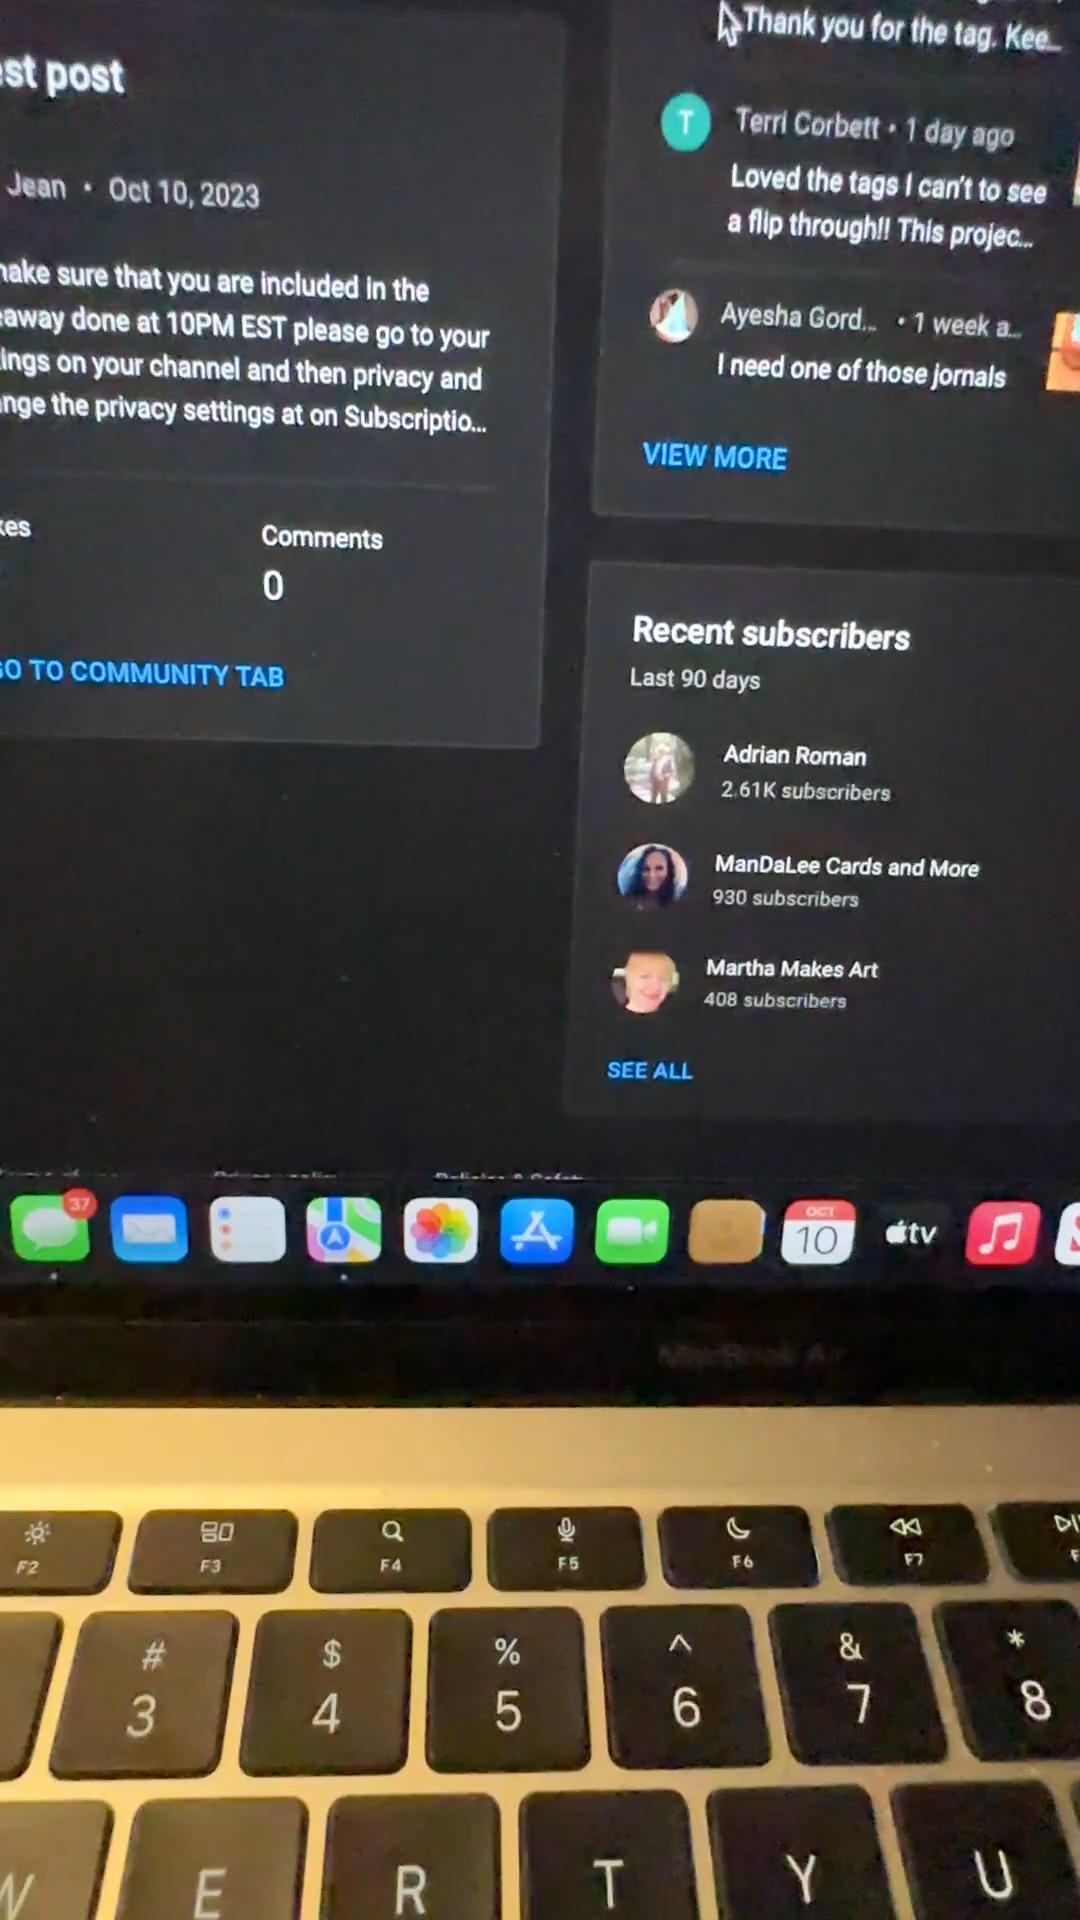 st post
Jean • Oct 10, 2023
make sure that you are included in the
away done at 10PM EST please go to your
ings on your channel and then privacy and
nge the privacy settings at on Subscriptio...
Comments
0
GO TO COMMUNITY TAB
Thank you for the tag. Kee...
T
Terri Corbett • 1 day ago
Loved the tags I can't to see
a flip through!! This projec...
Ayesha Gord... • 1 week a...
I need one of those jornals
VIEW MORE
Recent subscribers
Last 90 days
Adrian Roman
2.61K subscribers
ManDaLee Cards and More
930 subscribers
Martha Makes Art
408 subscribers
SEE ALL
37
OCT
10
tv
MacBook Air
F2 F3 F4 F5 F6 F7
# $ % ^ & *
3 4 5 6 7 8
W E R T Y U